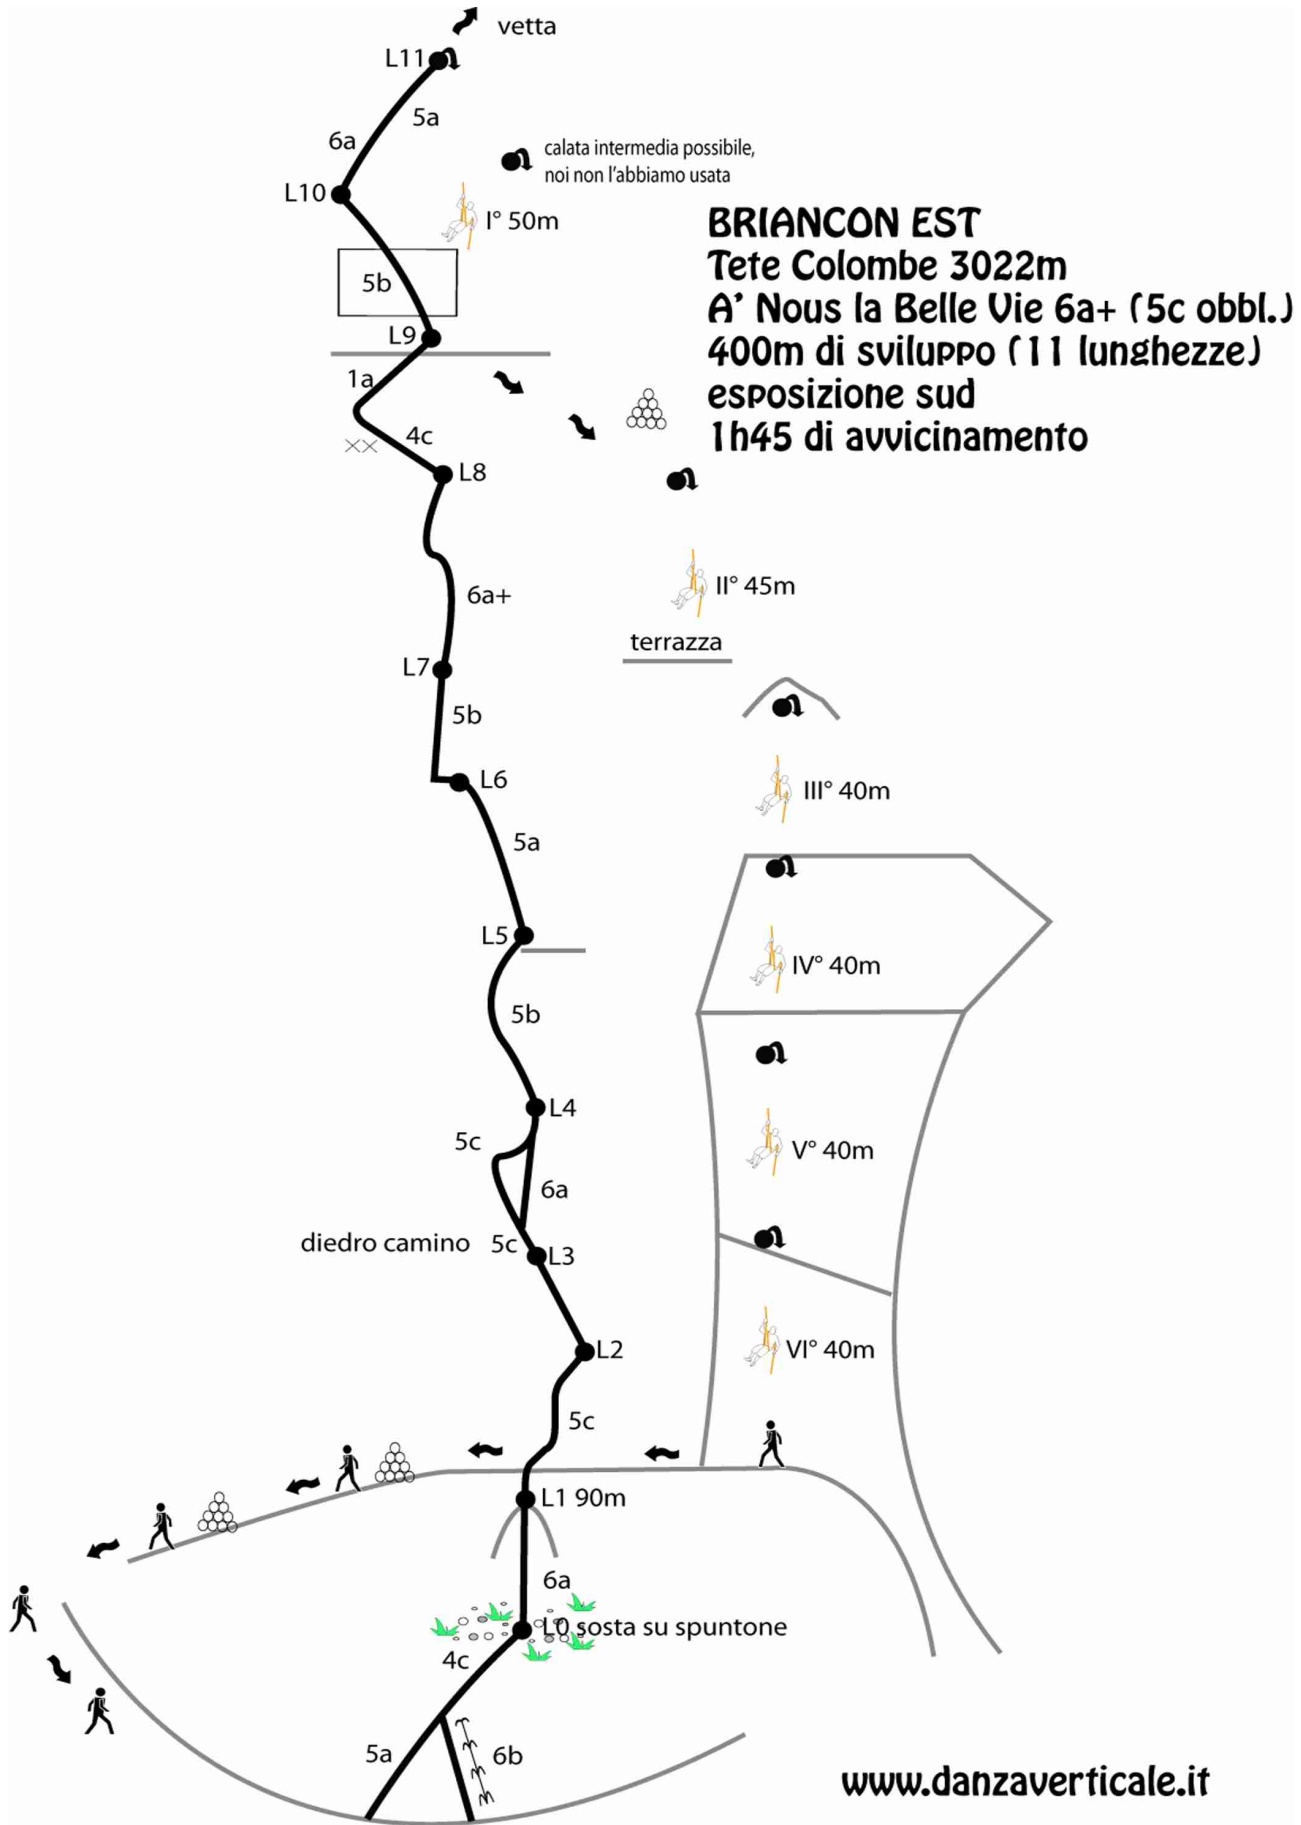 vetta
L11
5a
6a
calata intermedia possibile,
noi non l'abbiamo usata
L10
I° 50m
BRIANCON EST
Tete Colombe 3022m
A' Nous la Belle Vie 6a+ (5c obbl.)
400m di sviluppo (11 lunghezze)
esposizione sud
1h45 di avvicinamento
5b
L9
1a
4c
L8
II° 45m
6a+
terrazza
L7
5b
L6
III° 40m
5a
L5
IV° 40m
5b
L4
5c
V° 40m
6a
diedro camino
5c
L3
L2
VI° 40m
5c
L1 90m
6a
L0 sosta su spuntone
4c
5a
6b
www.danzaverticale.it